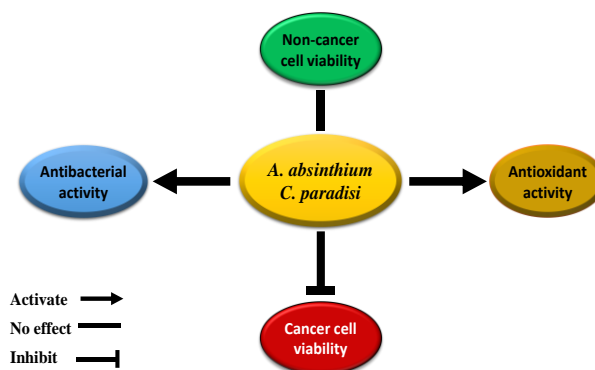 Non-cancer
cell viability
Antibacterial
activity
A. absinthium
C. paradisi
Antioxidant
activity
Cancer cell
viability
Activate
No effect
Inhibit